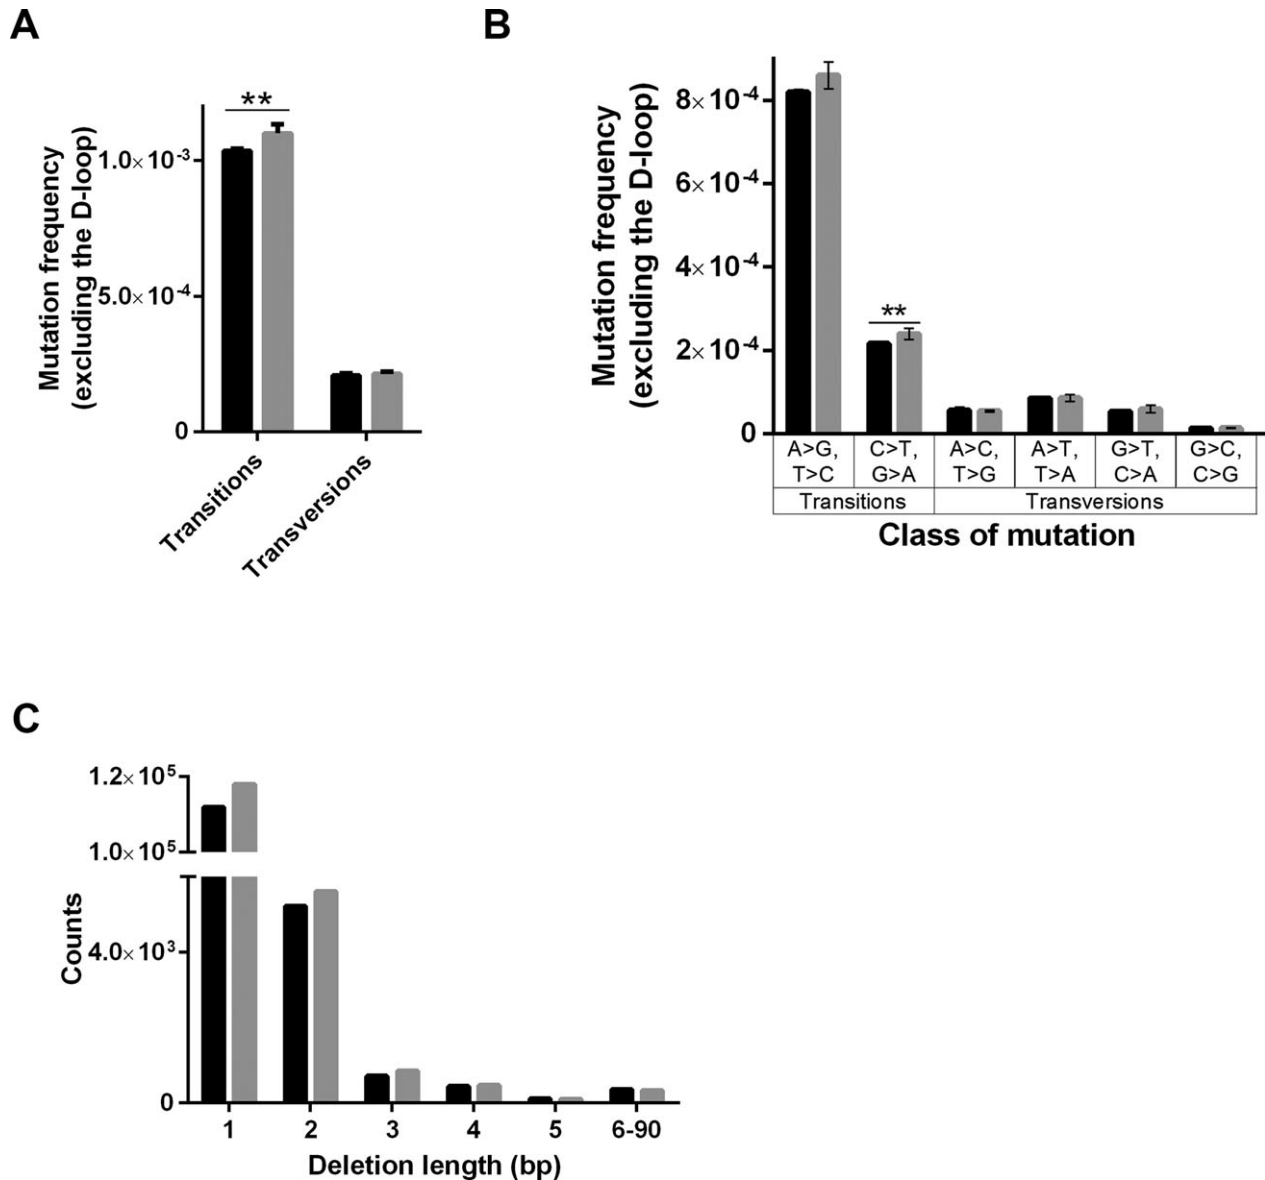 A
Mutation frequency
(excluding the D-loop)
1.0× 10⁻³
5.0× 10⁻⁴
0
**
Transitions
Transversions
B
Mutation frequency
(excluding the D-loop)
8× 10⁻⁴
6× 10⁻⁴
4× 10⁻⁴
2× 10⁻⁴
0
**
A>G, C>T, A>C, A>T, G>T, G>C,
T>C G>A T>G T>A C>A C>G
Transitions Transversions
Class of mutation
C
Counts
1.2× 10⁵
1.0× 10⁵
4.0× 10³
0
1 2 3 4 5 6-90
Deletion length (bp)